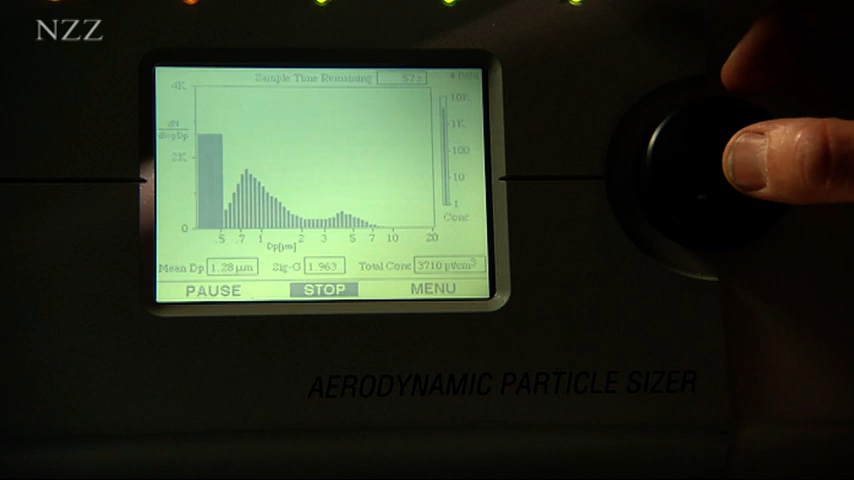 NZZ
Sample Time Remaining 57s
4K
dN
dlogDp
2K
0
10K
1K
100
10
1
Conc.
.5 .7 1 2 3 5 7 10 20
Dp[µm]
Mean Dp 1.28 µm Sig-G 1.963 Total Conc 3710 pt/cm³
PAUSE STOP MENU
AERODYNAMIC PARTICLE SIZER